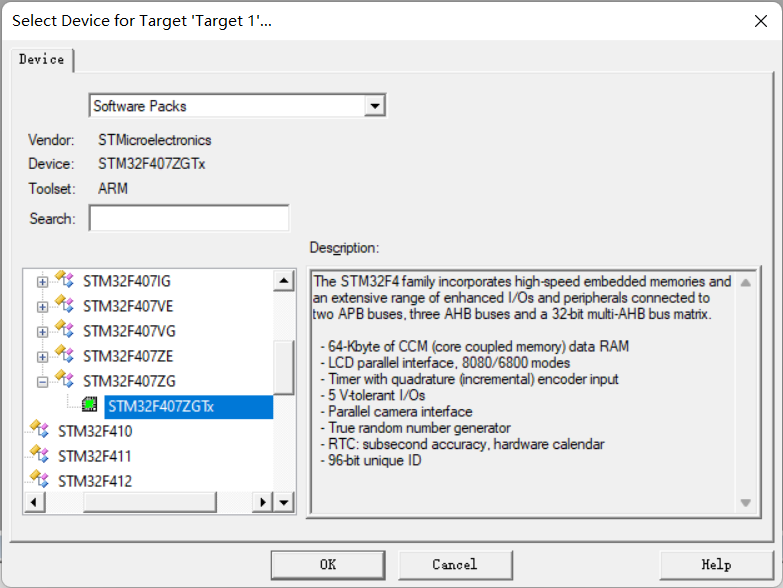 Select Device for Target 'Target 1'...
Device
Software Packs
Vendor: STMicroelectronics
Device: STM32F407ZGTx
Toolset: ARM
Search:
STM32F407IG
STM32F407VE
STM32F407VG
STM32F407ZE
STM32F407ZG
STM32F407ZGTx
STM32F410
STM32F411
STM32F412
Description:
The STM32F4 family incorporates high-speed embedded memories and
an extensive range of enhanced I/Os and peripherals connected to
two APB buses, three AHB buses and a 32-bit multi-AHB bus matrix.
- 64-Kbyte of CCM (core coupled memory) data RAM
- LCD parallel interface, 8080/6800 modes
- Timer with quadrature (incremental) encoder input
- 5 V-tolerant I/Os
- Parallel camera interface
- True random number generator
- RTC: subsecond accuracy, hardware calendar
- 96-bit unique ID
OK
Cancel
Help